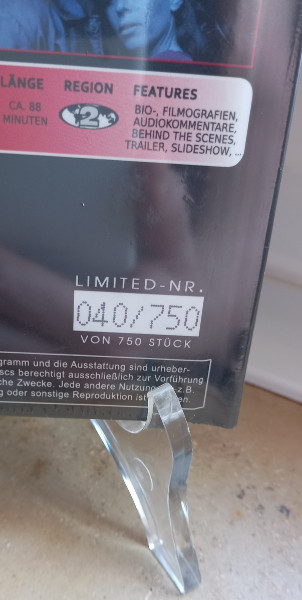 LÄNGE REGION FEATURES
CA. 88 MINUTEN
2
BIO-, FILMOGRAFIEN,
AUDIOKOMMENTARE,
BEHIND THE SCENES,
TRAILER, SLIDESHOW, ...
LIMITED-NR.
040/750
VON 750 STÜCK
ogramm und die Ausstattung sind urheber-
iscs berechtigt ausschließlich zur Vorführung
che Zwecke. Jede andere Nutzung z.B.
g oder sonstige Reproduktion ist